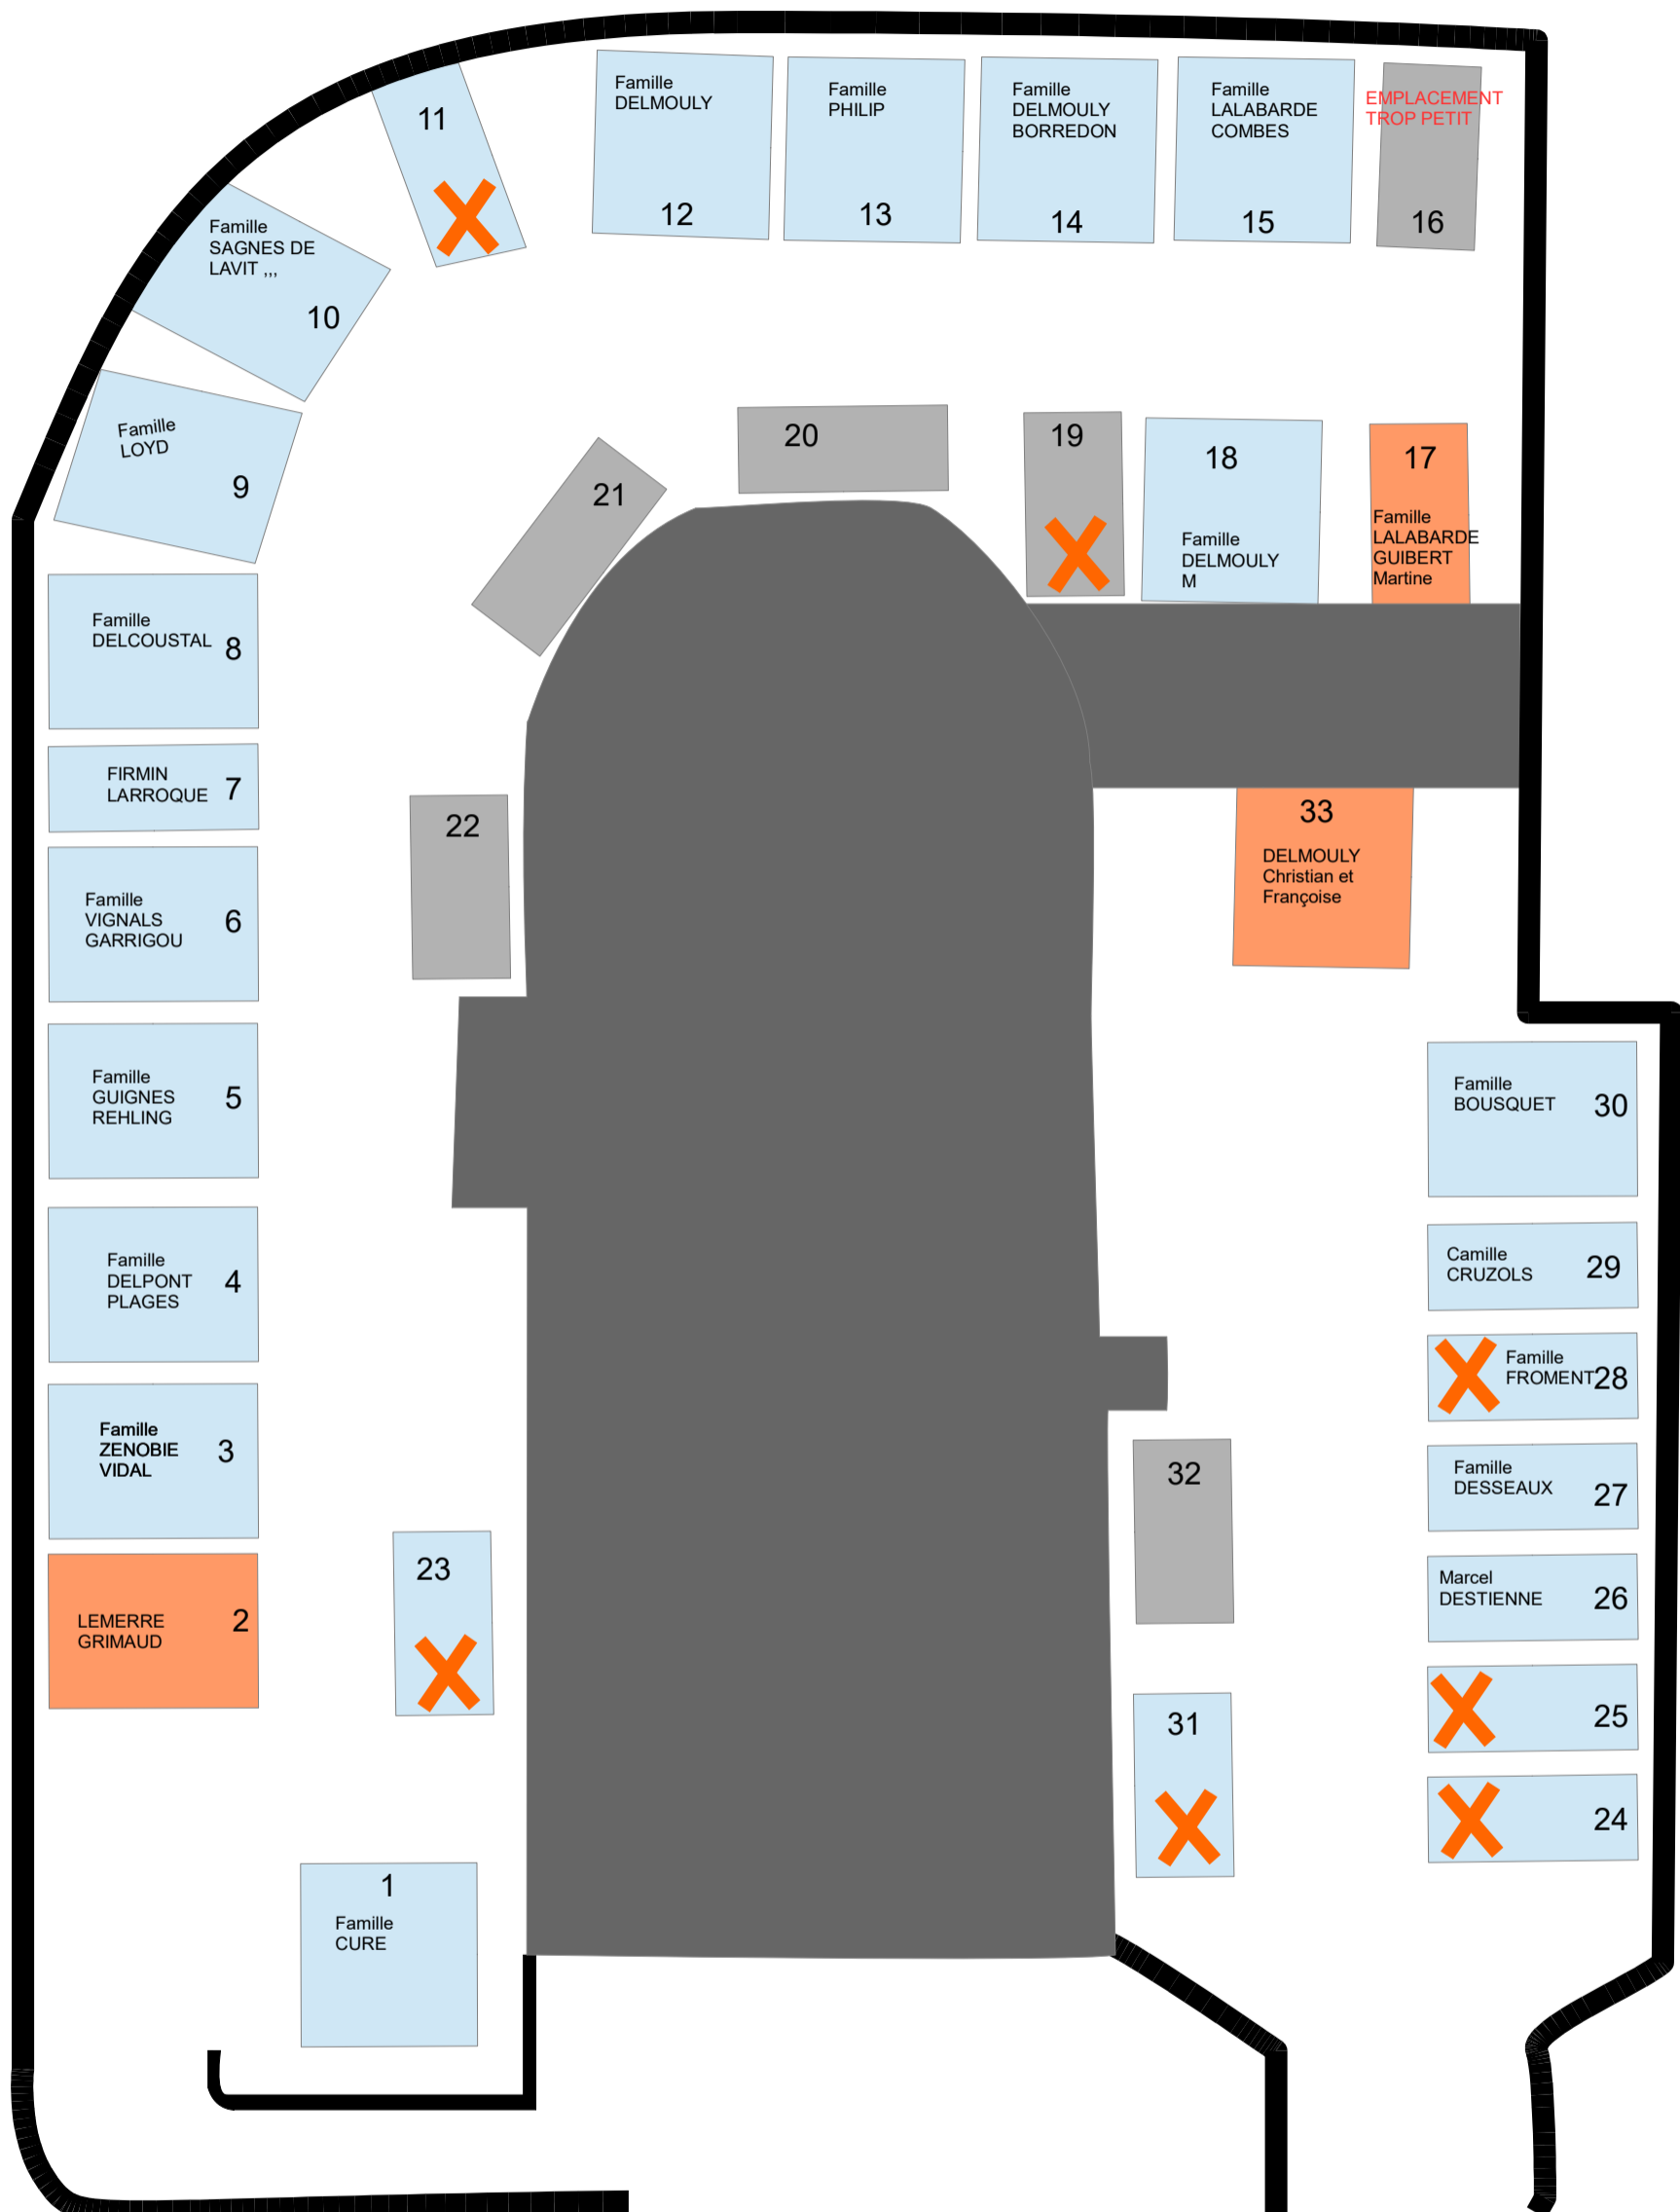 11
Famille
DELMOULY
12
Famille
PHILIP
13
Famille
DELMOULY
BORREDON
14
Famille
LALABARDE
COMBES
15
EMPLACEMENT
TROP PETIT
16
Famille
SAGNES DE
LAVIT ,,,
10
Famille
LOYD
9
20
19
18
Famille
DELMOULY
M
17
Famille
LALABARDE
GUIBERT
Martine
21
Famille
DELCOUSTAL
8
FIRMIN
LARROQUE
7
22
33
DELMOULY
Christian et
Françoise
Famille
VIGNALS
GARRIGOU
6
Famille
GUIGNES
REHLING
5
Famille
BOUSQUET
30
Famille
DELPONT
PLAGES
4
Camille
CRUZOLS
29
Famille
FROMENT
28
Famille
ZENOBIE
VIDAL
3
32
Famille
DESSEAUX
27
LEMERRE
GRIMAUD
2
23
Marcel
DESTIENNE
26
31
25
24
1
Famille
CURE